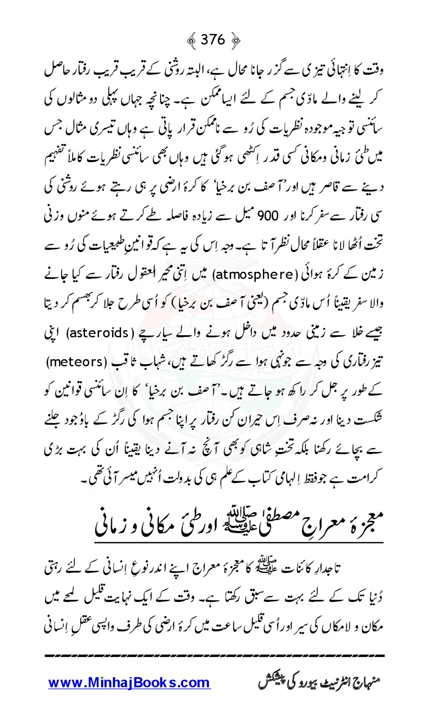 ﴿ 376 ﴾
وقت کا اِنتہائی تیزی سے گزر جانا محال ہے، البتہ روشنی کے قریب قریب رفتار حاصل
کر لینے والے مادّی جسم کے لئے ایسا ممکن ہے۔ چنانچہ جہاں پہلی دو مثالوں کی
سائنسی توجیہ موجودہ نظریات کی رُو سے ناممکن قرار پاتی ہے وہاں تیسری مثال جس
میں طئ زمانی ومکانی کسی قدر اِکٹھی ہوگئی ہیں وہاں بھی سائنسی نظریات کاملاً تفہیم
دینے سے قاصر ہیں اور ’آصف بن برخیا‘ کا کرۂ ارضی پر ہی رہتے ہوئے روشنی کی
سی رفتار سے سفر کرنا اور 900 میل سے زیادہ فاصلہ طے کرتے ہوئے منوں وزنی
تخت اُٹھا لانا عقلاً محال نظر آتا ہے۔ وجہ اِس کی یہ ہے کہ قوانینِ طبیعیات کی رُو سے
زمین کے کرۂ ہوائی (atmosphere) میں اِتنی محیرالعقول رفتار سے کیا جانے
والا سفر یقیناً اُس مادّی جسم (یعنی آصف بن برخیا) کو اُسی طرح جلا کر بھسم کر دیتا
جیسے خلا سے زمینی حدود میں داخل ہونے والے سیارچے (asteroids) اپنی
تیز رفتاری کی وجہ سے جونہی ہوا سے رگڑ کھاتے ہیں، شہابِ ثاقب (meteors)
کے طور پر جل کر راکھ ہو جاتے ہیں۔ ’آصف بن برخیا‘ کا اِن سائنسی قوانین کو
شکست دینا اور نہ صرف اِس حیران کن رفتار پر اپنا جسم ہوا کی رگڑ کے باؤجود جلنے
سے بچائے رکھنا بلکہ تختِ شاہی کو بھی آنچ نہ آنے دینا یقیناً اُن کی بہت بڑی
کرامت ہے جو فقط اِلہامی کتاب کے علم ہی کی بدولت اُنہیں میسر آئی تھی۔
معجزۂ معراجِ مصطفیٰ ﷺ اور طئ مکانی و زمانی
تاجدارِ کائنات ﷺ کا معجزۂ معراج اپنے اندر نوعِ اِنسانی کے لئے رہتی
دُنیا تک کے لئے بہت سے سبق رکھتا ہے۔ وقت کے ایک نہایت قلیل لمحے میں
مکان و لامکاں کی سیر اور اُسی قلیل ساعت میں کرۂ ارضی کی طرف واپسی عقلِ اِنسانی
www.MinhajBooks.com منہاج انٹرنیٹ بیورو کی پیشکش